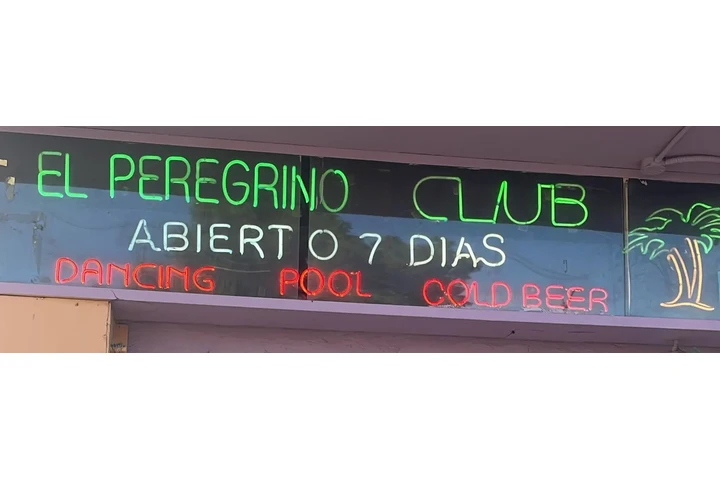 EL PEREGRINO CLUB
ABIERTO 7 DIAS
DANCING POOL COLD BEER